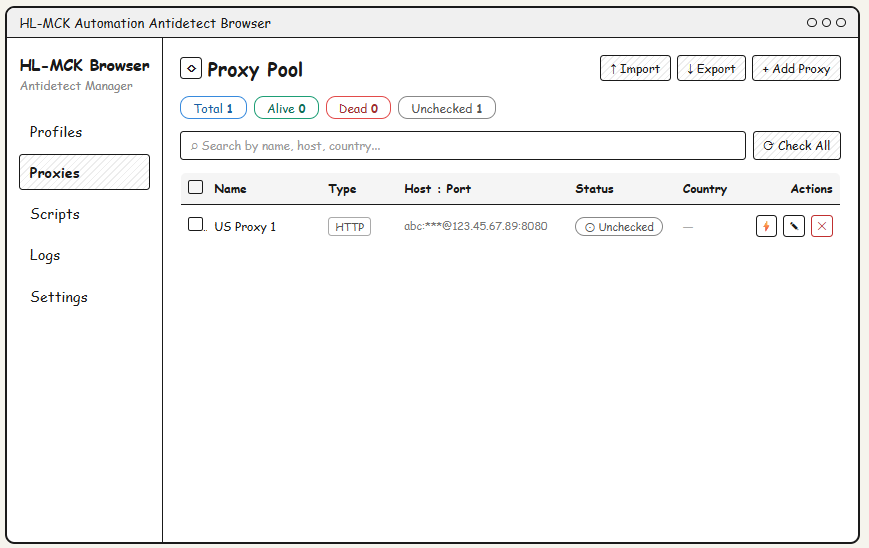 HL-MCK Automation Antidetect Browser
HL-MCK Browser
Antidetect Manager
Profiles
Proxies
Scripts
Logs
Settings
Proxy Pool
↑ Import
↓ Export
+ Add Proxy
Total 1
Alive 0
Dead 0
Unchecked 1
Search by name, host, country...
Check All
Name Type Host : Port Status Country Actions
US Proxy 1 HTTP abc:***@123.45.67.89:8080 Unchecked —